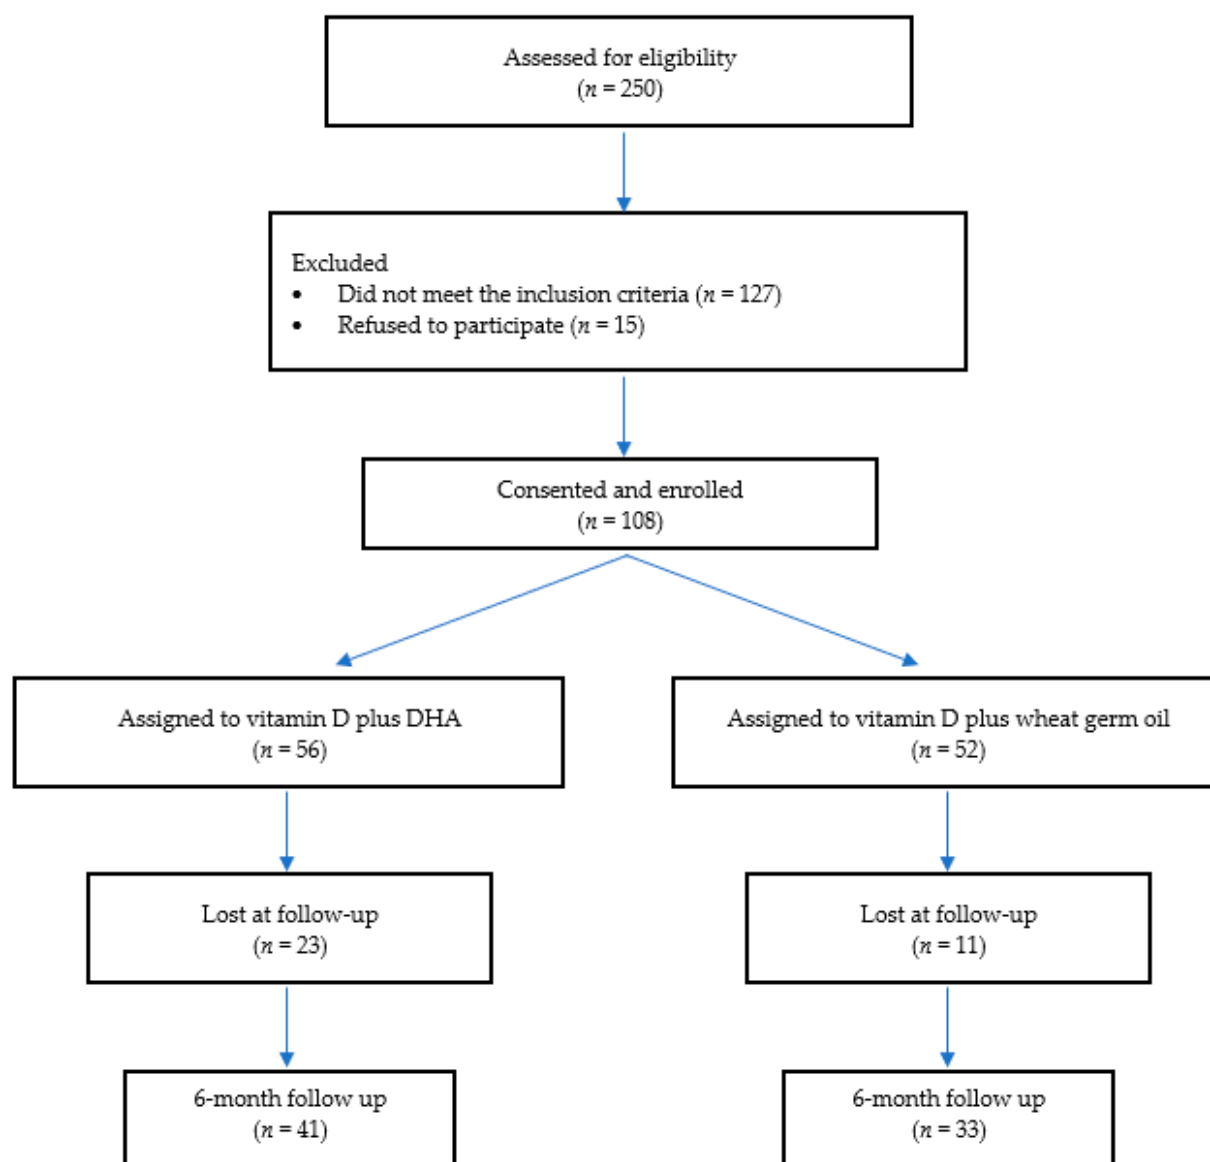 Assessed for eligibility
(n = 250)
Excluded
• Did not meet the inclusion criteria (n = 127)
• Refused to participate (n = 15)
Consented and enrolled
(n = 108)
Assigned to vitamin D plus DHA
(n = 56)
Assigned to vitamin D plus wheat germ oil
(n = 52)
Lost at follow-up
(n = 23)
Lost at follow-up
(n = 11)
6-month follow up
(n = 41)
6-month follow up
(n = 33)